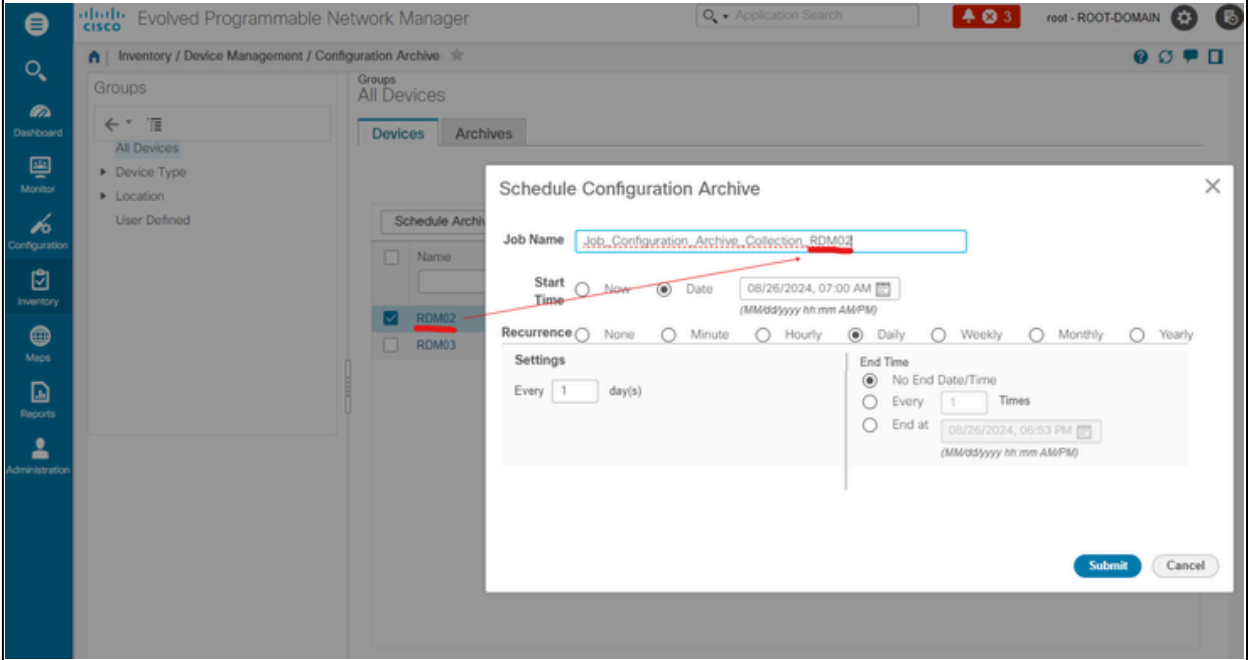 CISCO Evolved Programmable Network Manager
Application Search
3
root - ROOT-DOMAIN
Inventory / Device Management / Configuration Archive
Dashboard
Monitor
Configuration
Inventory
Maps
Reports
Administration
Groups
All Devices
Device Type
Location
User Defined
Groups
All Devices
Devices Archives
Schedule Archiv
Name
RDM02
RDM03
Schedule Configuration Archive
Job Name Job_Configuration_Archive_Collection_RDM02
Start Time Now Date 08/26/2024, 07:00 AM
(MM/dd/yyyy hh:mm AM/PM)
Recurrence None Minute Hourly Daily Weekly Monthly Yearly
Settings
Every 1 day(s)
End Time
No End Date/Time
Every 1 Times
End at 08/26/2024, 06:53 PM
(MM/dd/yyyy hh:mm AM/PM)
Submit Cancel